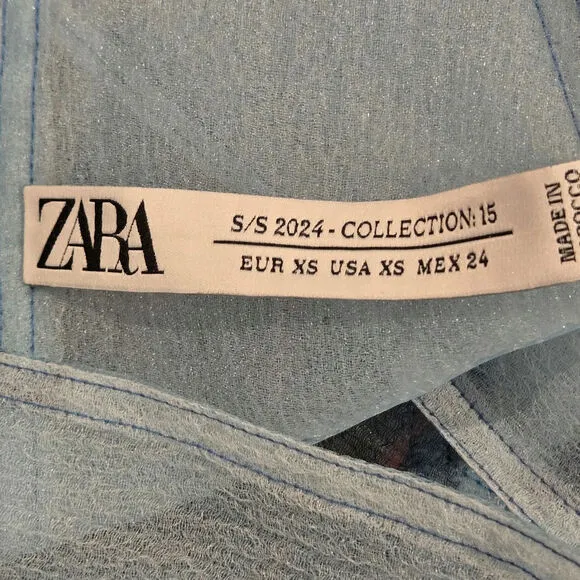 ZARA
S/S 2024 - COLLECTION: 15
EUR XS USA XS MEX 24
MADE IN